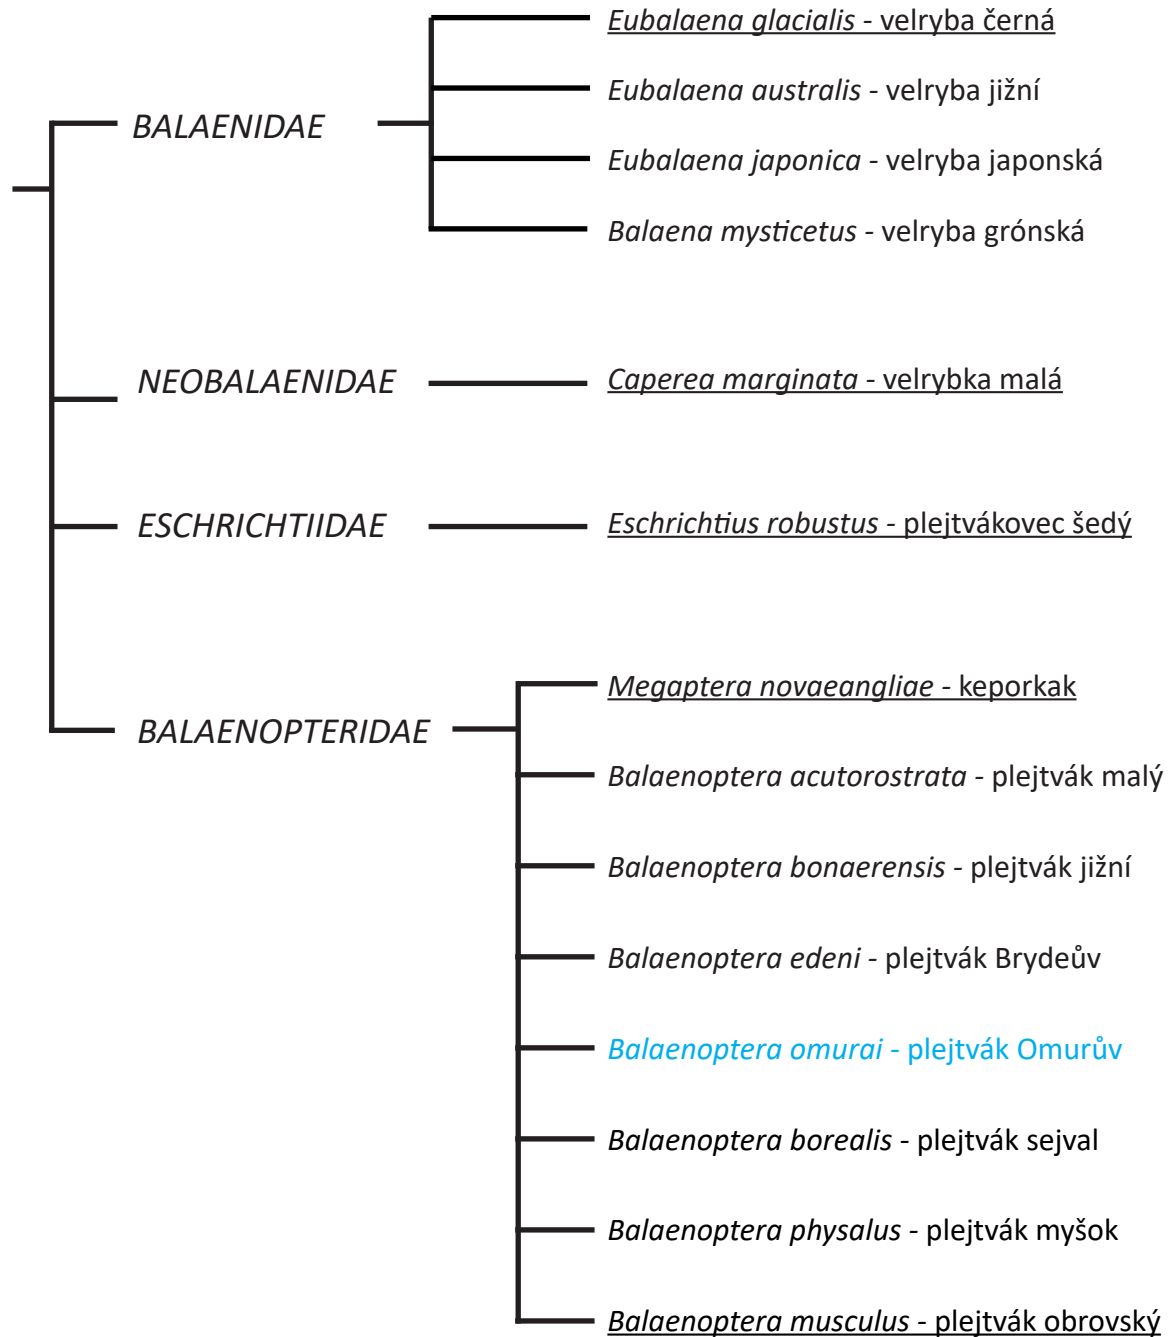 Eubalaena glacialis - velryba černá
Eubalaena australis - velryba jižní
BALAENIDAE
Eubalaena japonica - velryba japonská
Balaena mysticetus - velryba grónská
NEOBALAENIDAE
Caperea marginata - velrybka malá
ESCHRICHTIIDAE
Eschrichtius robustus - plejtvákovec šedý
Megaptera novaeangliae - keporkak
BALAENOPTERIDAE
Balaenoptera acutorostrata - plejtvák malý
Balaenoptera bonaerensis - plejtvák jižní
Balaenoptera edeni - plejtvák Brydeův
Balaenoptera omurai - plejtvák Omurův
Balaenoptera borealis - plejtvák sejval
Balaenoptera physalus - plejtvák myšok
Balaenoptera musculus - plejtvák obrovský